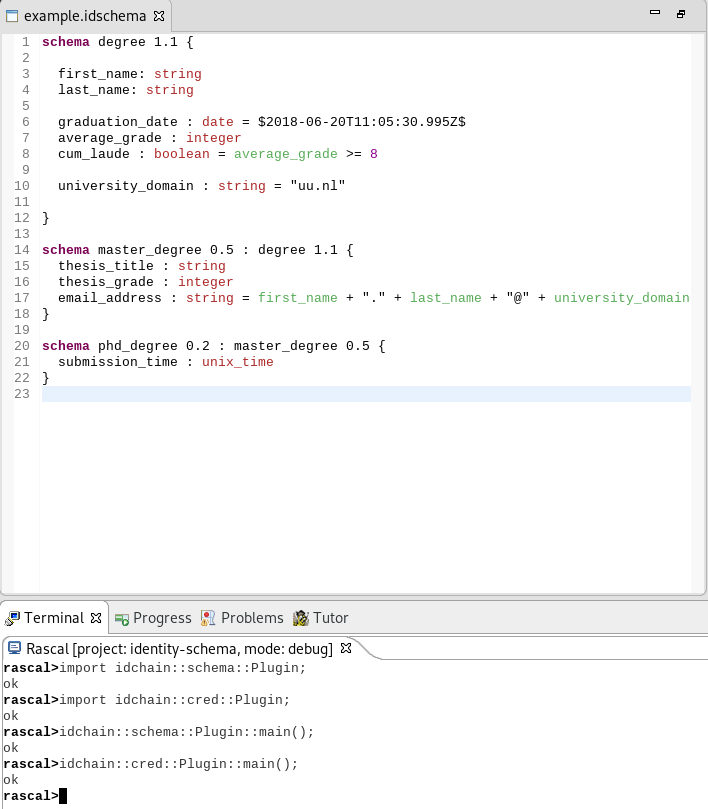 example.idschema
1 schema degree 1.1 {
2
3   first_name: string
4   last_name: string
5
6   graduation_date : date = $2018-06-20T11:05:30.995Z$
7   average_grade : integer
8   cum_laude : boolean = average_grade >= 8
9
10   university_domain : string = "uu.nl"
11
12 }
13
14 schema master_degree 0.5 : degree 1.1 {
15   thesis_title : string
16   thesis_grade : integer
17   email_address : string = first_name + "." + last_name + "@" + university_domain
18 }
19
20 schema phd_degree 0.2 : master_degree 0.5 {
21   submission_time : unix_time
22 }
23
Terminal Progress Problems Tutor
Rascal [project: identity-schema, mode: debug]
rascal>import idchain::schema::Plugin;
ok
rascal>import idchain::cred::Plugin;
ok
rascal>idchain::schema::Plugin::main();
ok
rascal>idchain::cred::Plugin::main();
ok
rascal>